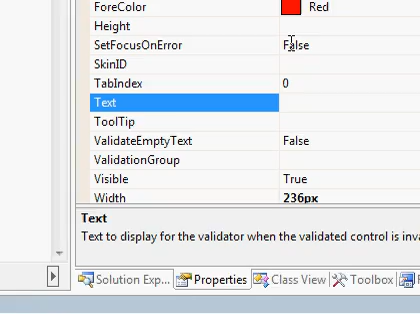 ForeColor Red
Height
SetFocusOnError False
SkinID
TabIndex 0
Text
ToolTip
ValidateEmptyText False
ValidationGroup
Visible True
Width 236px
Text
Text to display for the validator when the validated control is inva
Solution Exp... Properties Class View Toolbox